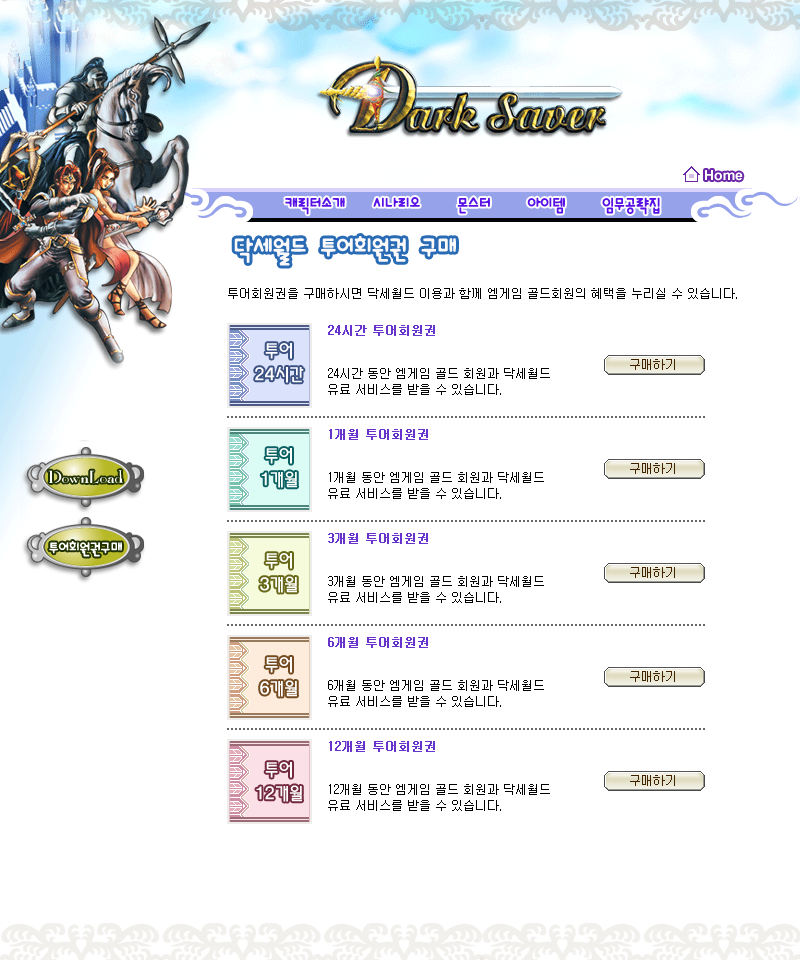 Dark Saver
Home
캐릭터소개 시나리오 몬스터 아이템 임무공략집
닥세월드 투어회원권 구매
투어회원권을 구매하시면 닥세월드 이용과 함께 엠게임 골드회원의 혜택을 누리실 수 있습니다.
투어
24시간
24시간 투어회원권
24시간 동안 엠게임 골드 회원과 닥세월드
유료 서비스를 받을 수 있습니다.
구매하기
투어
1개월
1개월 투어회원권
1개월 동안 엠게임 골드 회원과 닥세월드
유료 서비스를 받을 수 있습니다.
구매하기
투어
3개월
3개월 투어회원권
3개월 동안 엠게임 골드 회원과 닥세월드
유료 서비스를 받을 수 있습니다.
구매하기
투어
6개월
6개월 투어회원권
6개월 동안 엠게임 골드 회원과 닥세월드
유료 서비스를 받을 수 있습니다.
구매하기
투어
12개월
12개월 투어회원권
12개월 동안 엠게임 골드 회원과 닥세월드
유료 서비스를 받을 수 있습니다.
구매하기
DownLoad
투어회원권구매